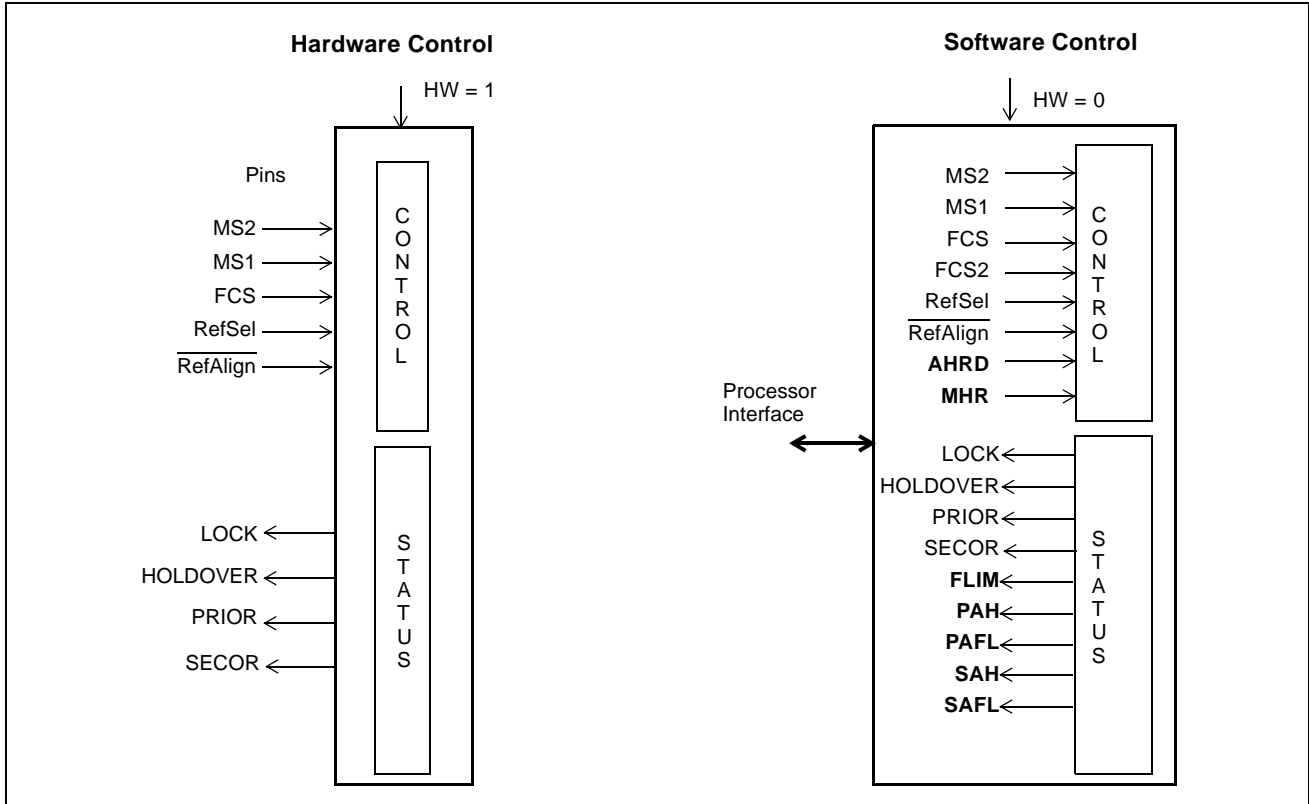 Hardware Control
HW = 1
Pins
MS2
MS1
FCS
RefSel
RefAlign
CONTROL
LOCK
HOLDOVER
PRIOR
SECOR
STATUS
Software Control
HW = 0
Processor
Interface
MS2
MS1
FCS
FCS2
RefSel
RefAlign
AHRD
MHR
CONTROL
LOCK
HOLDOVER
PRIOR
SECOR
FLIM
PAH
PAFL
SAH
SAFL
STATUS